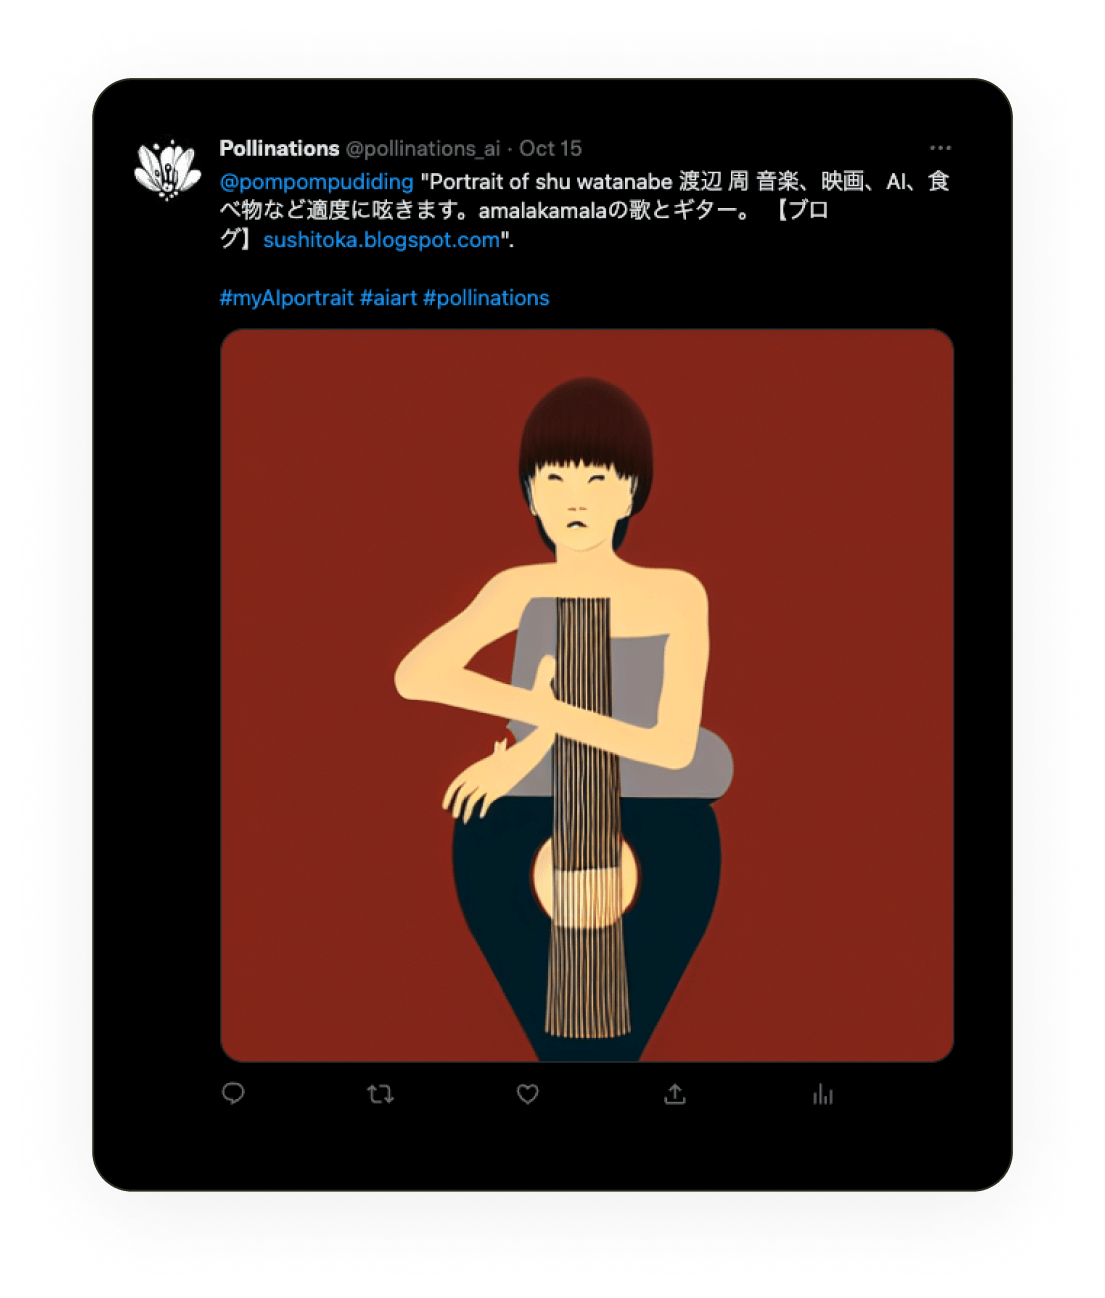 Pollinations @pollinations_ai · Oct 15
@pompompudiding "Portrait of shu watanabe 渡辺 周 音楽、映画、AI、食
べ物など適度に呟きます。amalakamalaの歌とギター。 【ブロ
グ】sushitoka.blogspot.com".
#myAIportrait #aiart #pollinations